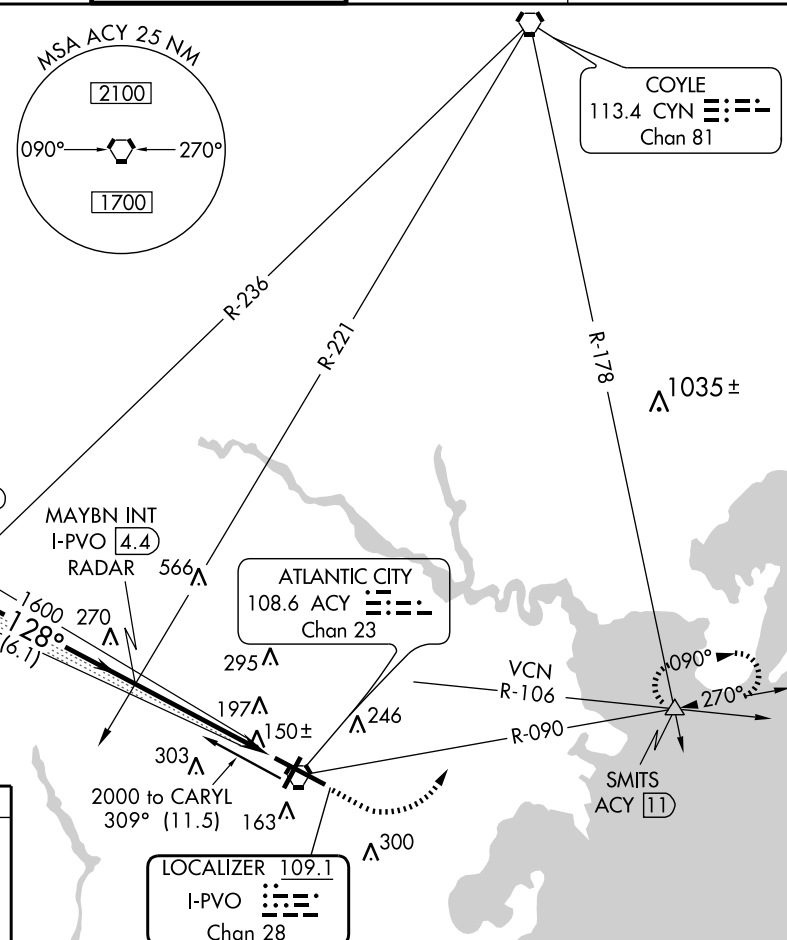 MSA ACY 25 NM
2100
090°
270°
1700
COYLE
113.4 CYN
Chan 81
R-236
R-221
R-178
1035 ±
MAYBN INT
I-PVO 4.4
RADAR
566
1600
128°
(6.1)
270
ATLANTIC CITY
108.6 ACY
Chan 23
295
197
150 ±
246
303
2000 to CARYL
309° (11.5)
163
300
VCN
R-106
R-090
090°
270°
SMITS
ACY 11
LOCALIZER 109.1
I-PVO
Chan 28